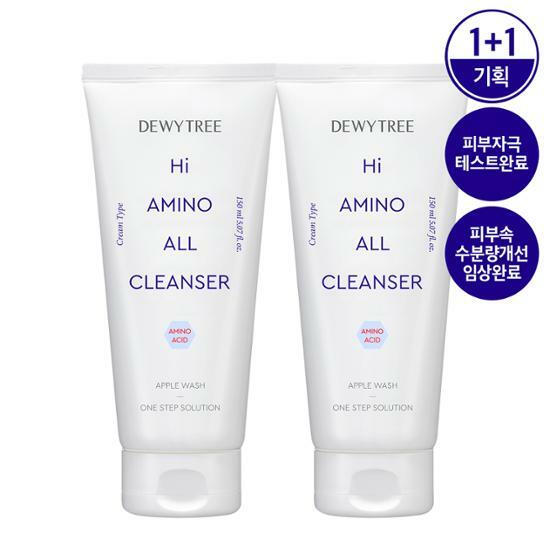 DEWYTREE
Hi
AMINO
ALL
CLEANSER
Cream Type
150 ml 5.07 fl. oz.
AMINO
ACID
APPLE WASH
ONE STEP SOLUTION
DEWYTREE
Hi
AMINO
ALL
CLEANSER
Cream Type
150 ml 5.07 fl. oz.
AMINO
ACID
APPLE WASH
ONE STEP SOLUTION
1+1
기획
피부자극
테스트완료
피부속
수분량개선
임상완료